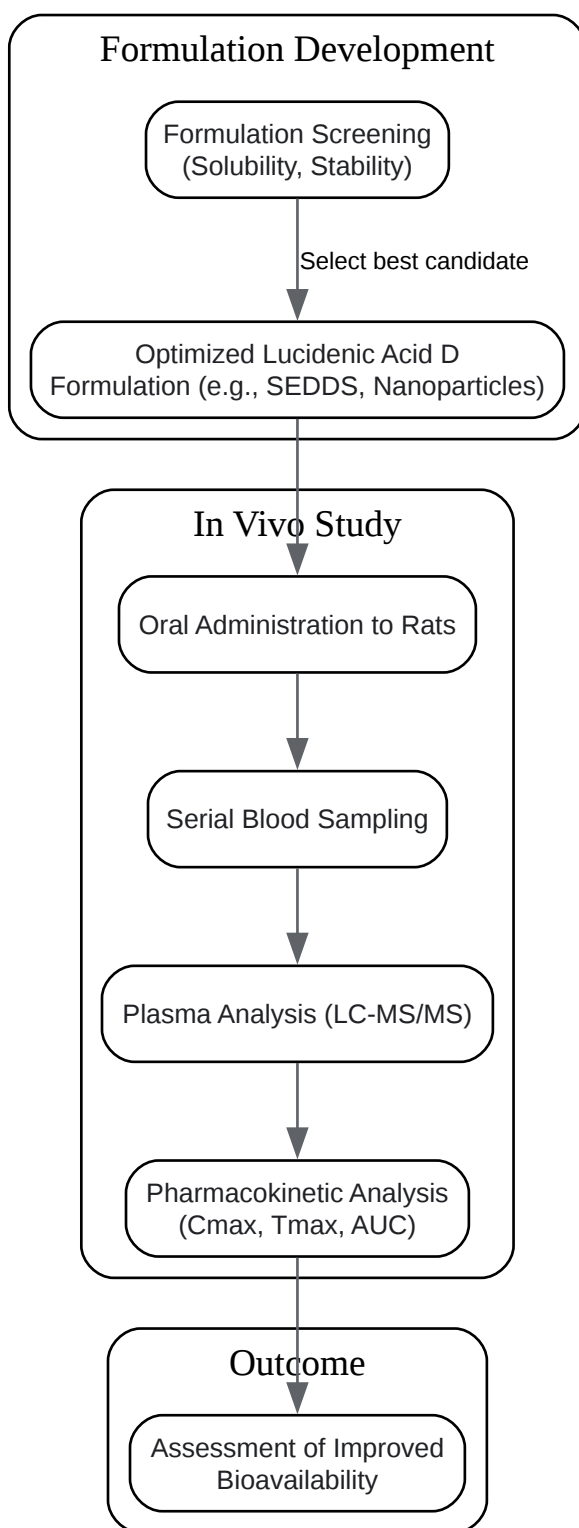 Formulation Development
Formulation Screening
(Solubility, Stability)
Select best candidate
Optimized Lucidenic Acid D
Formulation (e.g., SEDDS, Nanoparticles)
In Vivo Study
Oral Administration to Rats
Serial Blood Sampling
Plasma Analysis (LC-MS/MS)
Pharmacokinetic Analysis
(Cmax, Tmax, AUC)
Outcome
Assessment of Improved
Bioavailability